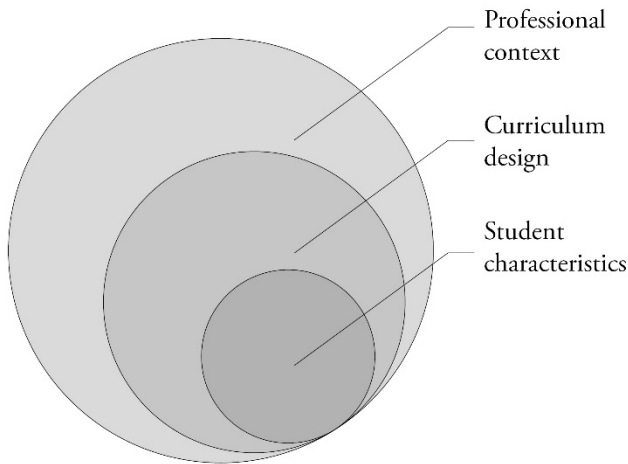 Professional
context
Curriculum
design
Student
characteristics